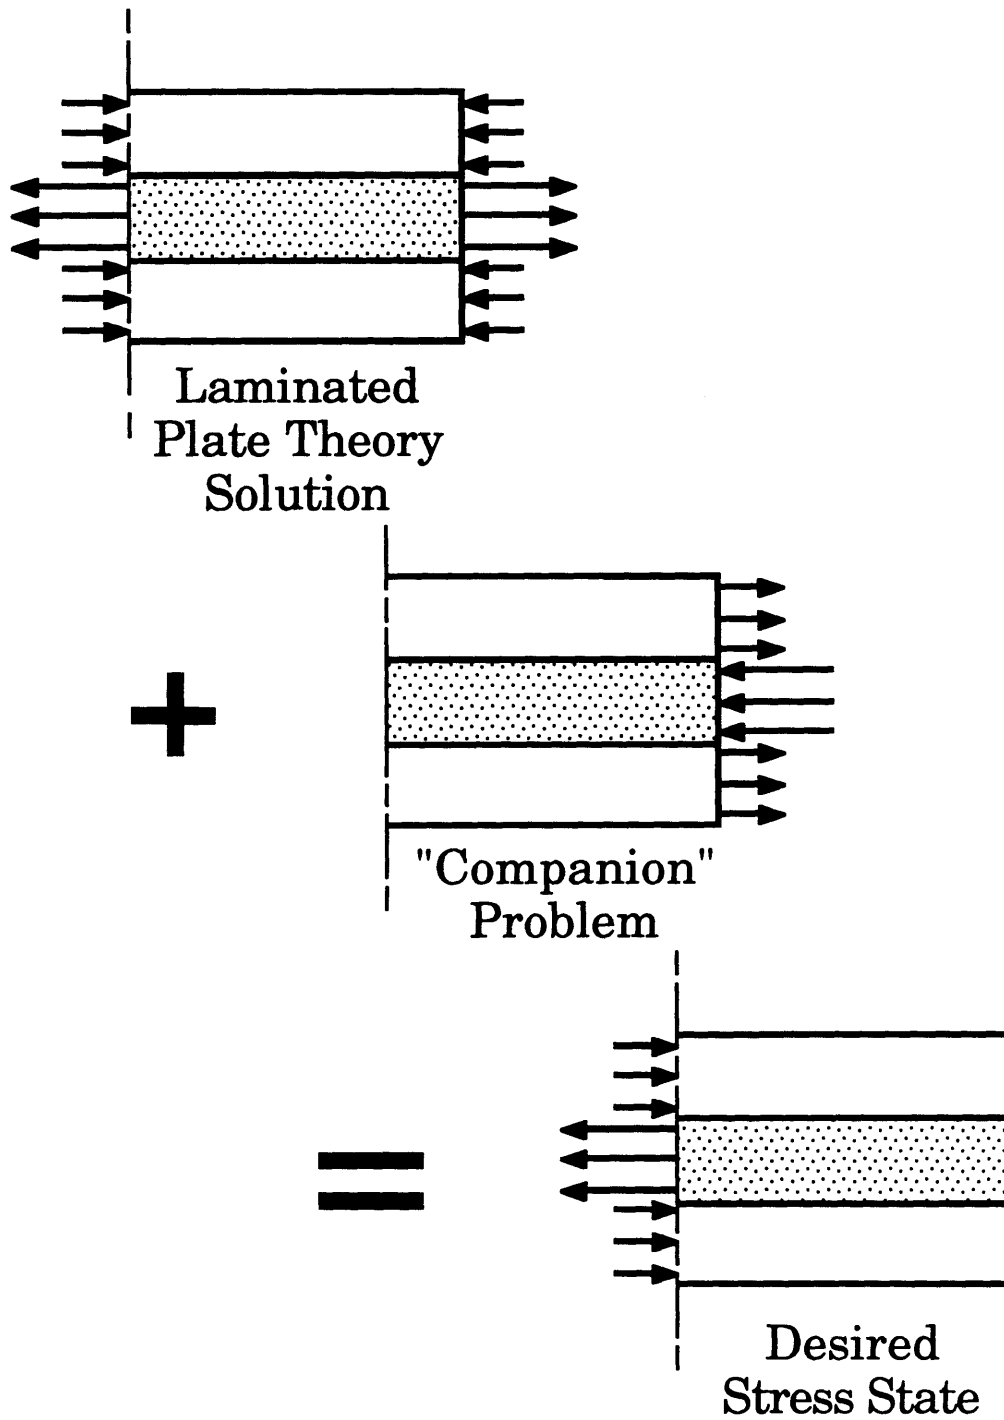 Laminated
Plate Theory
Solution
+
"Companion"
Problem
=
Desired
Stress State